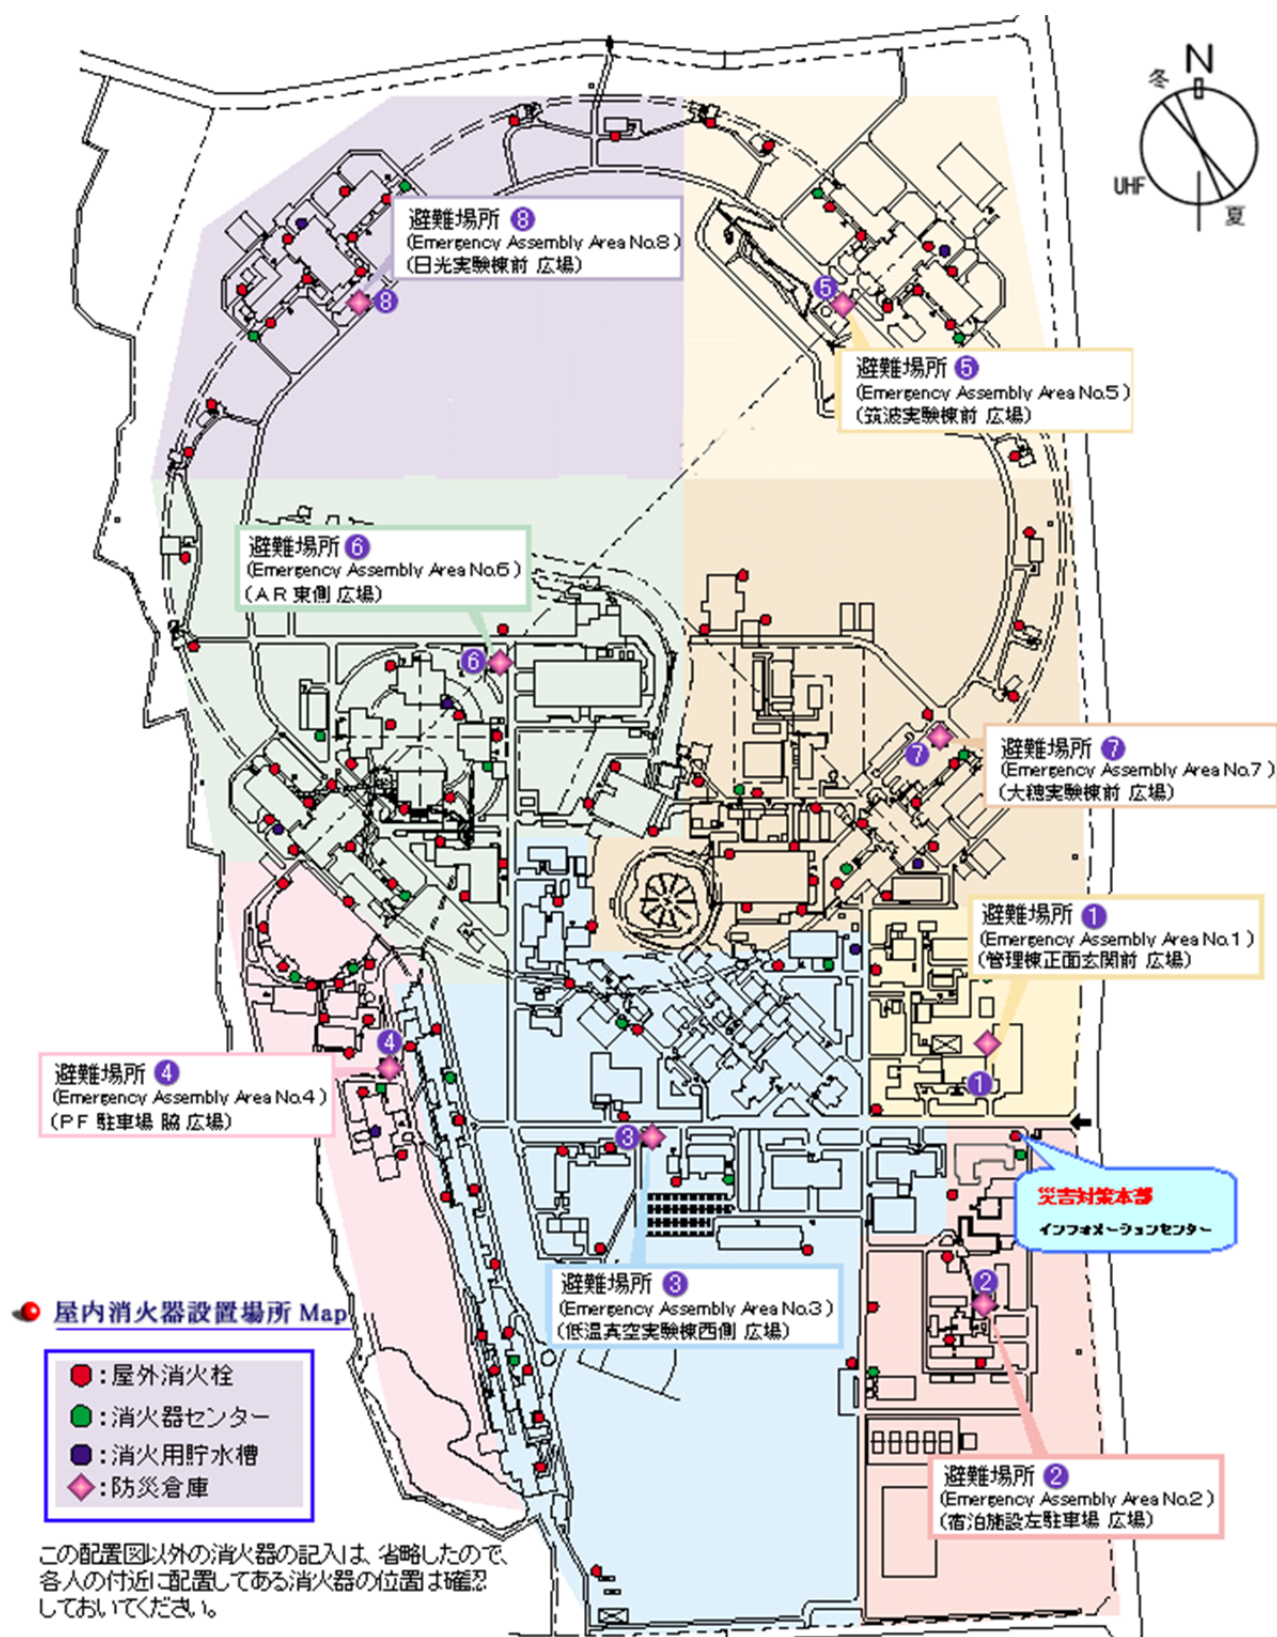 N
冬
UHF
夏
避難場所 8
(Emergency Assembly Area No.8)
(日光実験棟前 広場)
8
5
避難場所 5
(Emergency Assembly Area No.5)
(筑波実験棟前 広場)
避難場所 6
(Emergency Assembly Area No.6)
(AR東側 広場)
6
7
避難場所 7
(Emergency Assembly Area No.7)
(大穂実験棟前 広場)
避難場所 1
(Emergency Assembly Area No.1)
(管理棟正面玄関前 広場)
1
4
避難場所 4
(Emergency Assembly Area No.4)
(PF 駐車場 脇 広場)
3
災害対策本部
インフォメーションセンター
避難場所 3
(Emergency Assembly Area No.3)
(低温真空実験棟西側 広場)
2
避難場所 2
(Emergency Assembly Area No.2)
(宿泊施設左駐車場 広場)
屋内消火器設置場所 Map
:屋外消火栓
:消火器センター
:消火用貯水槽
:防災倉庫
この配置図以外の消火器の記入は、省略したので、
各人の付近に配置してある消火器の位置は確認
しておいてください。